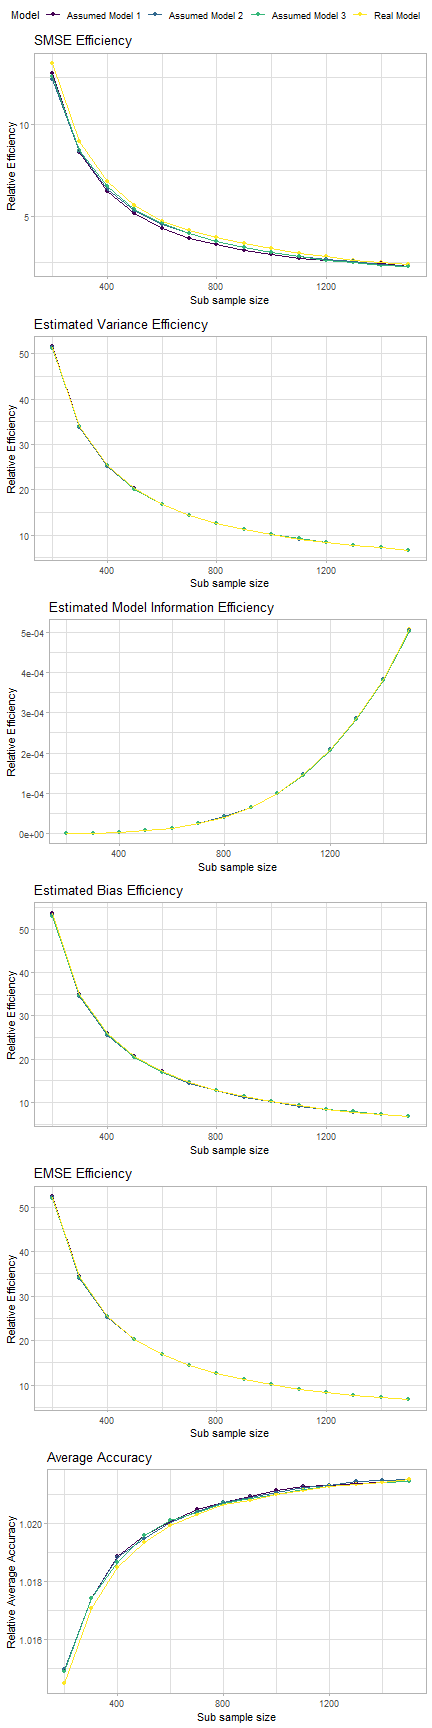 Model Assumed Model 1 Assumed Model 2 Assumed Model 3 Real Model
SMSE Efficiency
Relative Efficiency
10
5
400 800 1200
Sub sample size
Estimated Variance Efficiency
Relative Efficiency
50
40
30
20
10
400 800 1200
Sub sample size
Estimated Model Information Efficiency
Relative Efficiency
5e-04
4e-04
3e-04
2e-04
1e-04
0e+00
400 800 1200
Sub sample size
Estimated Bias Efficiency
Relative Efficiency
50
40
30
20
10
400 800 1200
Sub sample size
EMSE Efficiency
Relative Efficiency
50
40
30
20
10
400 800 1200
Sub sample size
Average Accuracy
Relative Average Accuracy
1.020
1.018
1.016
400 800 1200
Sub sample size